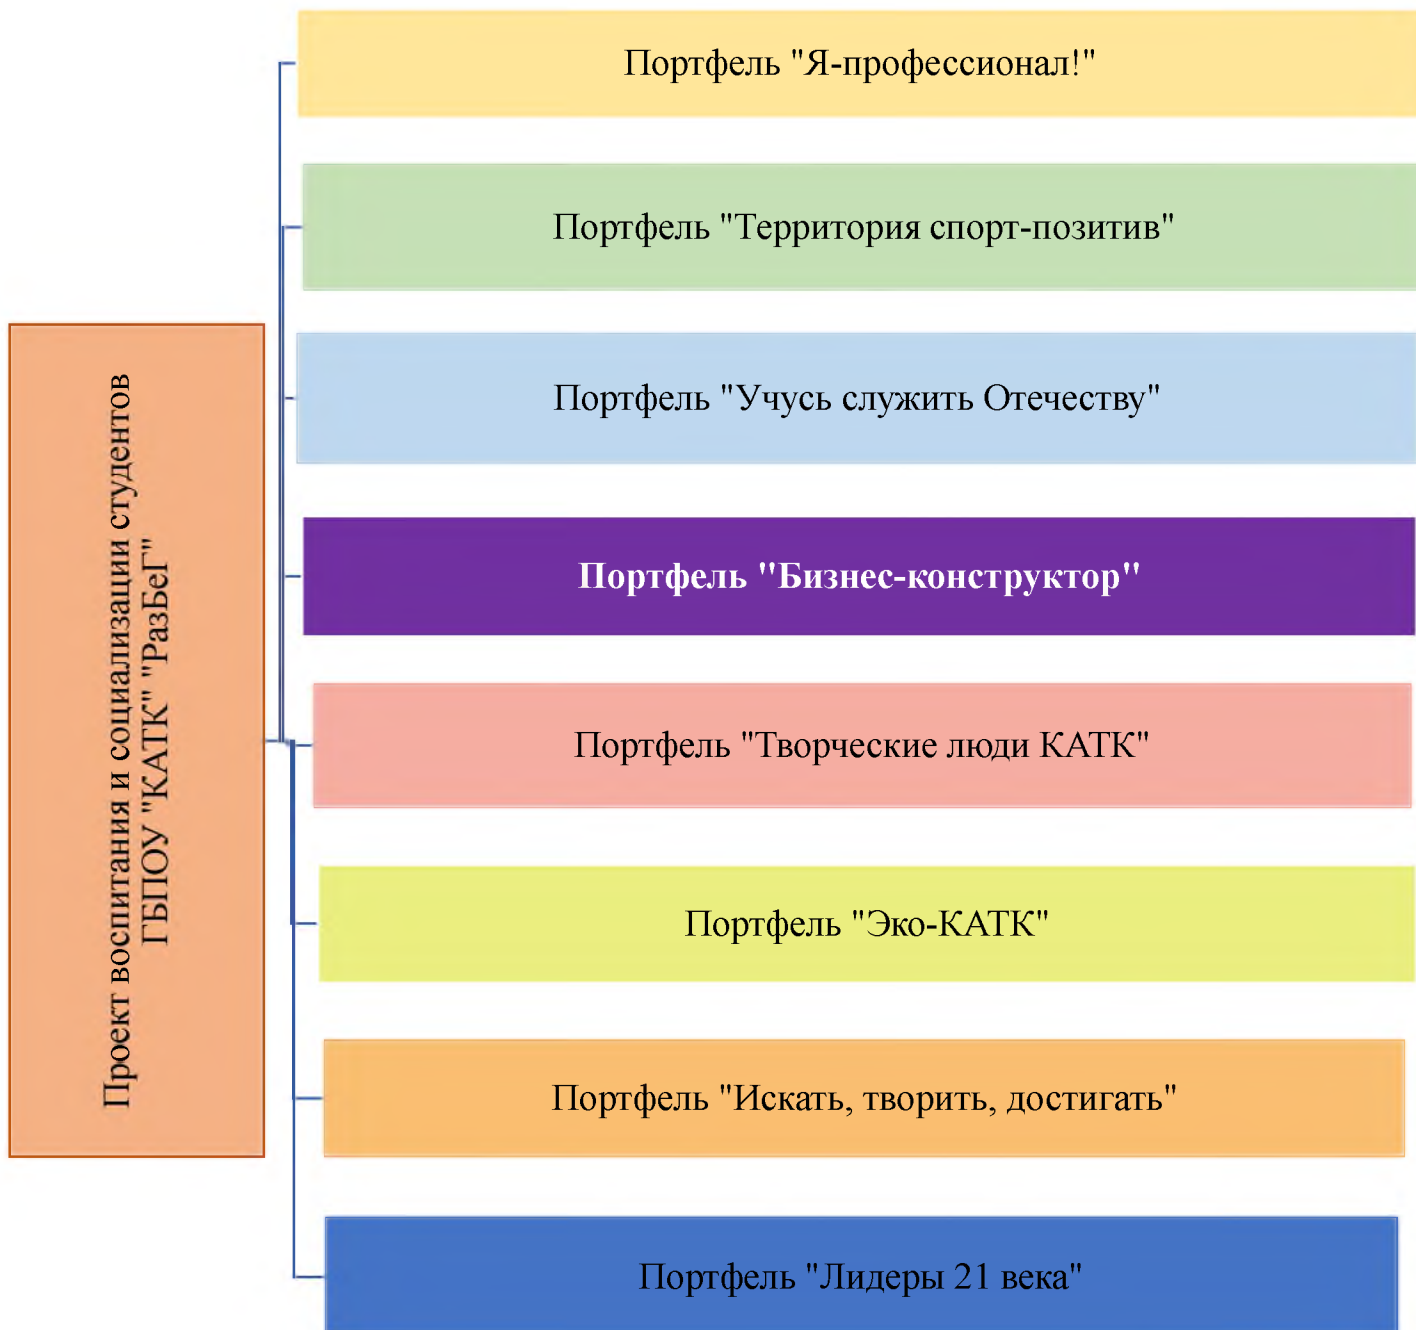 Проект воспитания и социализации студентов
ГБПОУ "КАТК" "РазБеГ"
Портфель "Я-профессионал!"
Портфель "Территория спорт-позитив"
Портфель "Учусь служить Отечеству"
Портфель "Бизнес-конструктор"
Портфель "Творческие люди КАТК"
Портфель "Эко-КАТК"
Портфель "Искать, творить, достигать"
Портфель "Лидеры 21 века"